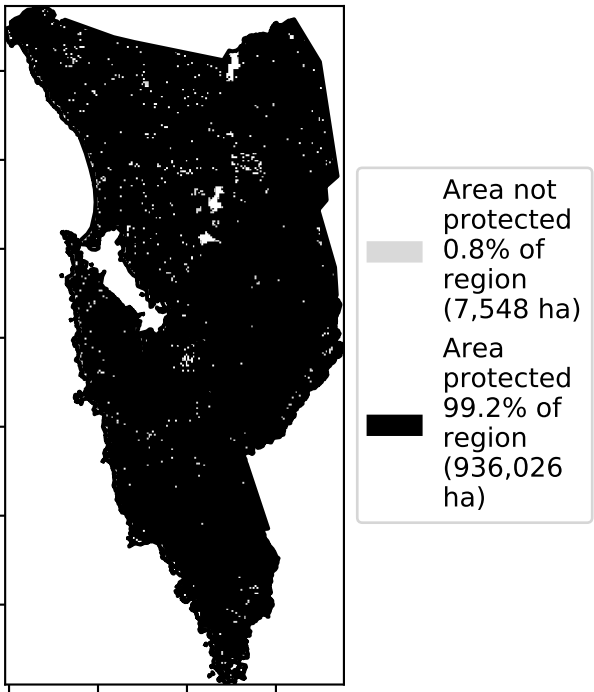 Area not
protected
0.8% of
region
(7,548 ha)
Area
protected
99.2% of
region
(936,026
ha)